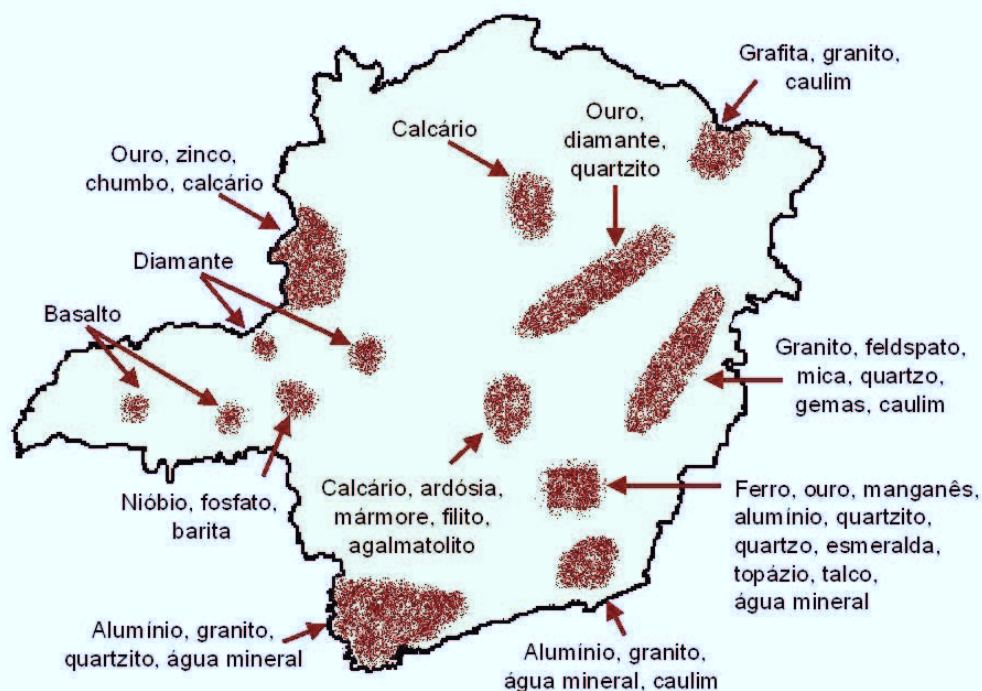 Grafita, granito,
caulim
Ouro,
diamante,
quartzito
Calcário
Ouro, zinco,
chumbo, calcário
Diamante
Basalto
Granito, feldspato,
mica, quartzo,
gemas, caulim
Nióbio, fosfato,
barita
Calcário, ardósia,
mármore, filito,
agalmatolito
Ferro, ouro, manganês,
alumínio, quartzito,
quartzo, esmeralda,
topázio, talco,
água mineral
Alumínio, granito,
quartzito, água mineral
Alumínio, granito,
água mineral, caulim